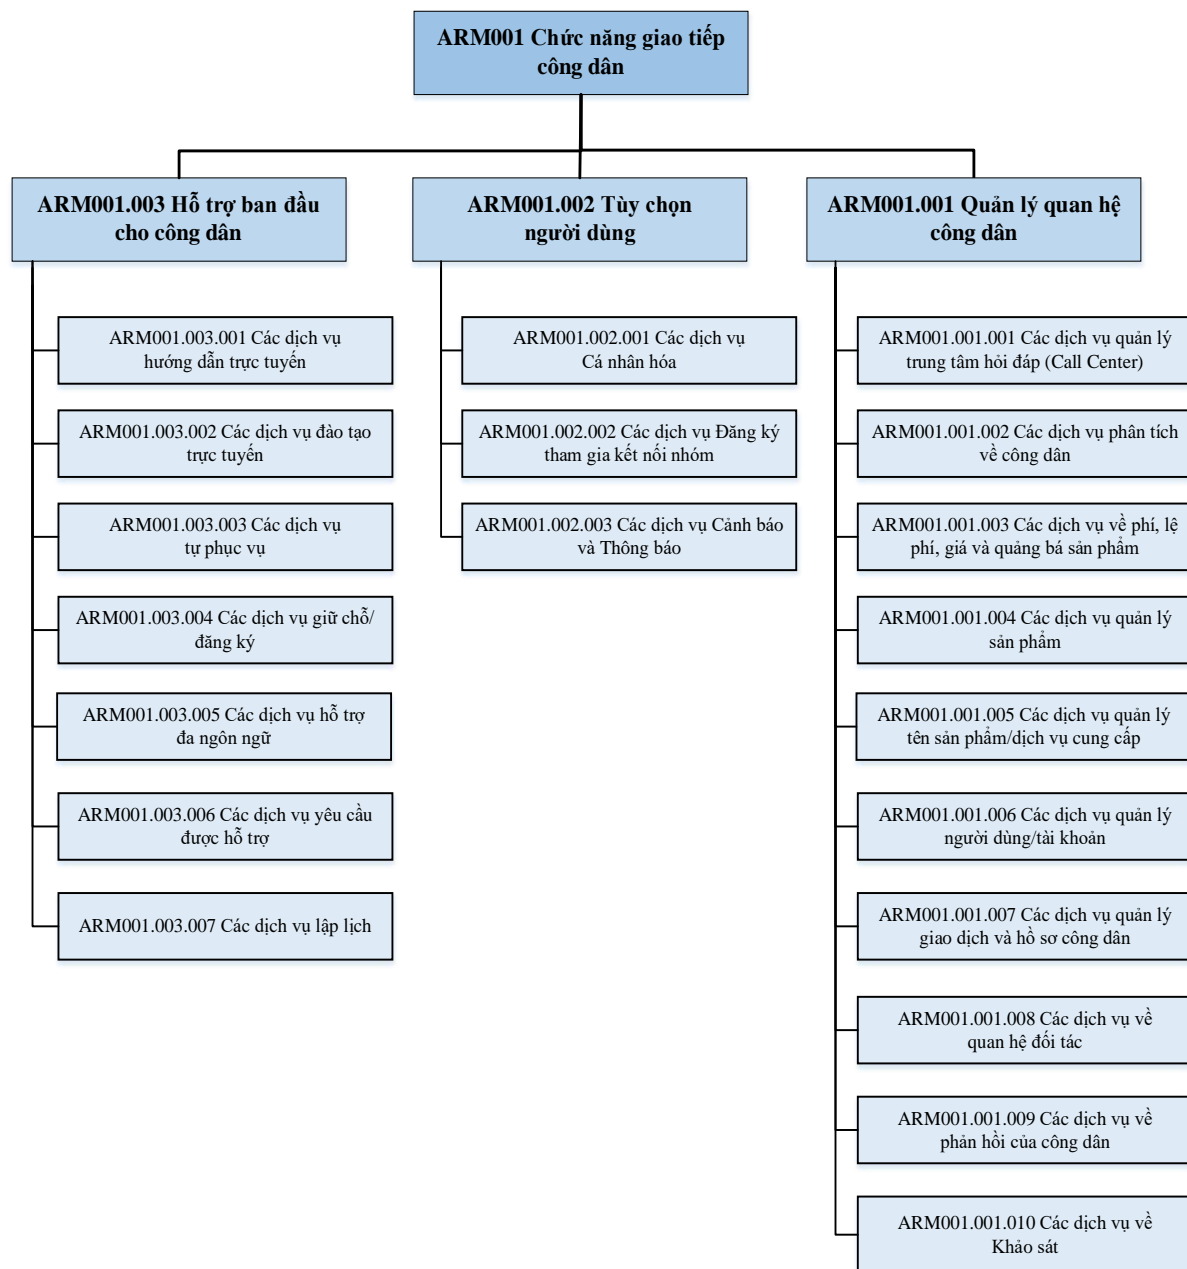 ARM001 Chức năng giao tiếp
công dân
ARM001.003 Hỗ trợ ban đầu
cho công dân
ARM001.003.001 Các dịch vụ
hướng dẫn trực tuyến
ARM001.003.002 Các dịch vụ đào tạo
trực tuyến
ARM001.003.003 Các dịch vụ
tự phục vụ
ARM001.003.004 Các dịch vụ giữ chỗ/
đăng ký
ARM001.003.005 Các dịch vụ hỗ trợ
đa ngôn ngữ
ARM001.003.006 Các dịch vụ yêu cầu
được hỗ trợ
ARM001.003.007 Các dịch vụ lập lịch
ARM001.002 Tùy chọn
người dùng
ARM001.002.001 Các dịch vụ
Cá nhân hóa
ARM001.002.002 Các dịch vụ Đăng ký
tham gia kết nối nhóm
ARM001.002.003 Các dịch vụ Cảnh báo
và Thông báo
ARM001.001 Quản lý quan hệ
công dân
ARM001.001.001 Các dịch vụ quản lý
trung tâm hỏi đáp (Call Center)
ARM001.001.002 Các dịch vụ phân tích
về công dân
ARM001.001.003 Các dịch vụ về phí, lệ
phí, giá và quảng bá sản phẩm
ARM001.001.004 Các dịch vụ quản lý
sản phẩm
ARM001.001.005 Các dịch vụ quản lý
tên sản phẩm/dịch vụ cung cấp
ARM001.001.006 Các dịch vụ quản lý
người dùng/tài khoản
ARM001.001.007 Các dịch vụ quản lý
giao dịch và hồ sơ công dân
ARM001.001.008 Các dịch vụ về
quan hệ đối tác
ARM001.001.009 Các dịch vụ về
phản hồi của công dân
ARM001.001.010 Các dịch vụ về
Khảo sát